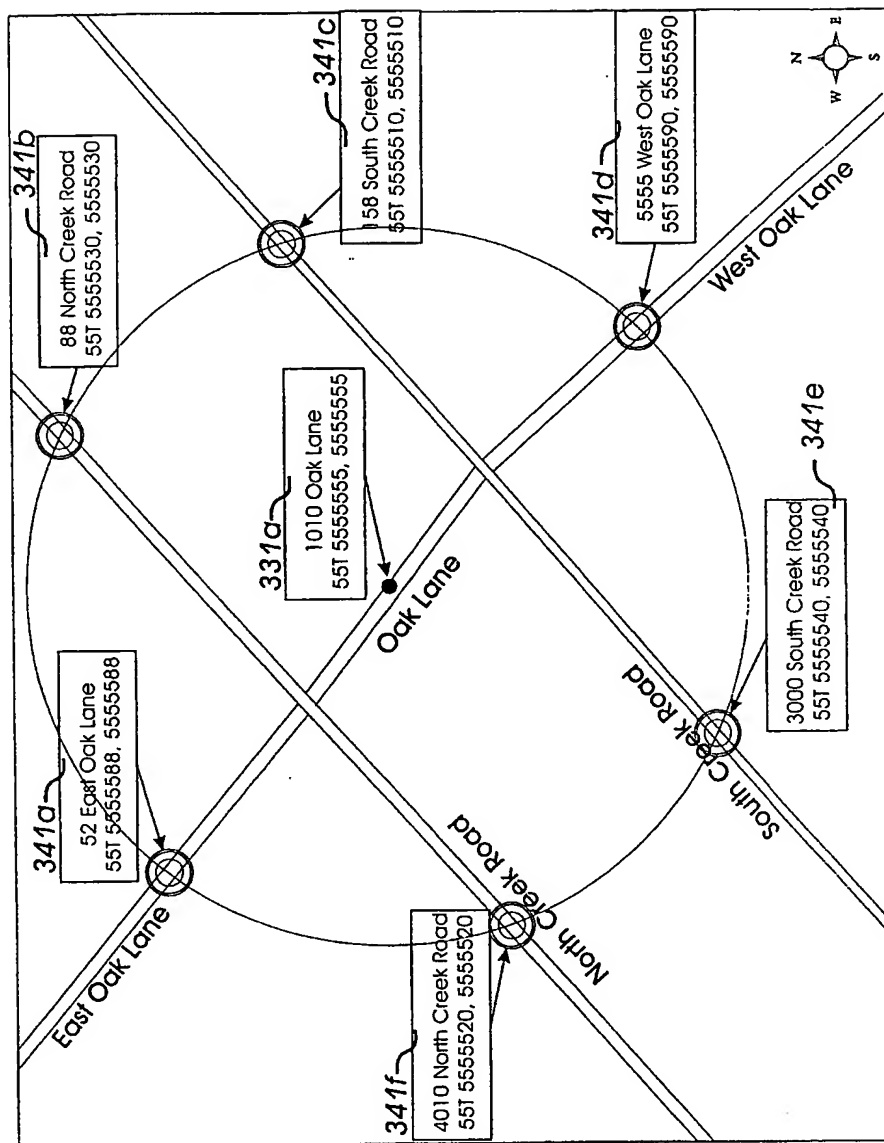 341a
52 East Oak Lane
55T 5555588, 5555588
341b
88 North Creek Road
55T 5555530, 5555530
East Oak Lane
331a
1010 Oak Lane
55T 5555555, 5555555
341c
158 South Creek Road
55T 5555510, 5555510
Oak Lane
341f
4010 North Creek Road
55T 5555520, 5555520
North Creek Road
341d
5555 West Oak Lane
55T 5555590, 5555590
South Creek Road
West Oak Lane
3000 South Creek Road
55T 5555540, 5555540
341e
N
W
E
S